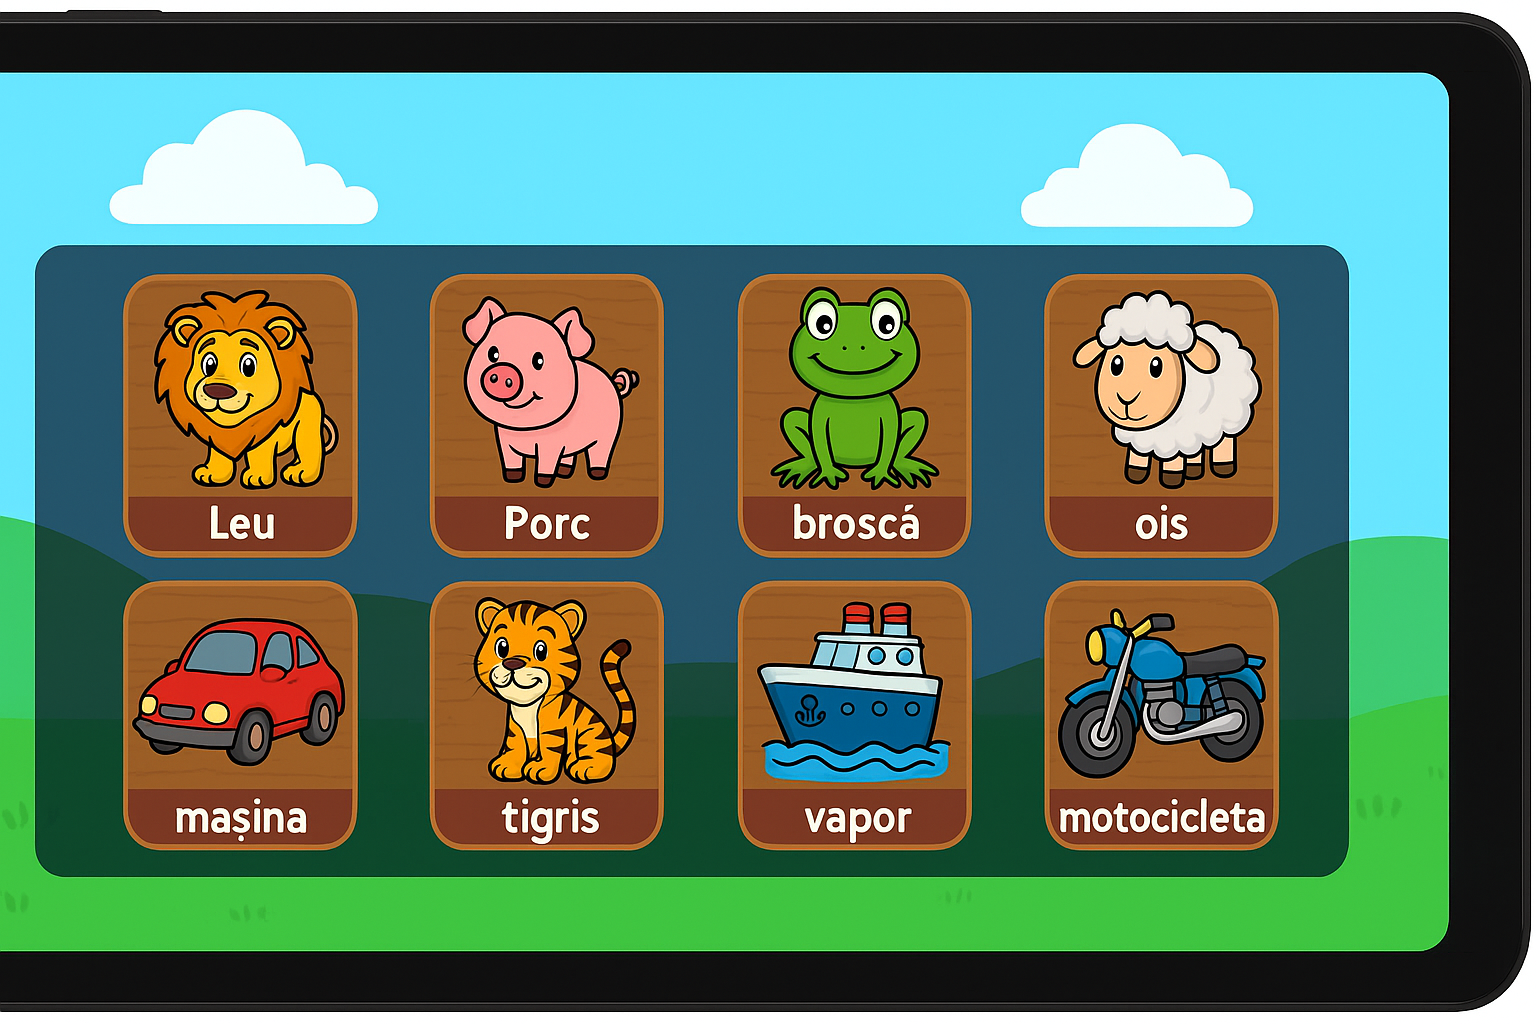 Leu
Porc
broscá
ois
mașina
tigris
vapor
motocicleta